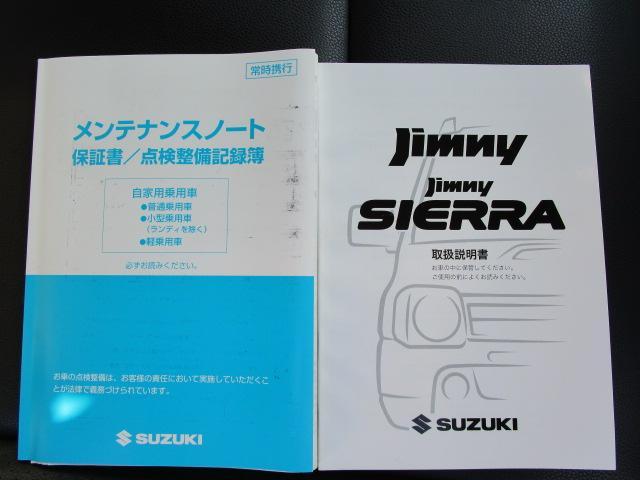 常時携行
メンテナンスノート
保証書／点検整備記録簿
自家用乗用車
●普通乗用車
●小型乗用車
(ランディを除く)
●軽乗用車
必ずお読みください。
お車の点検整備は、お客様の責任において実施していただくこ
とが法律で義務づけられています。
SUZUKI
Jimny
Jimny
SIERRA
取扱説明書
お車の中に保管してください。
ご使用の前によくお読みください。
SUZUKI